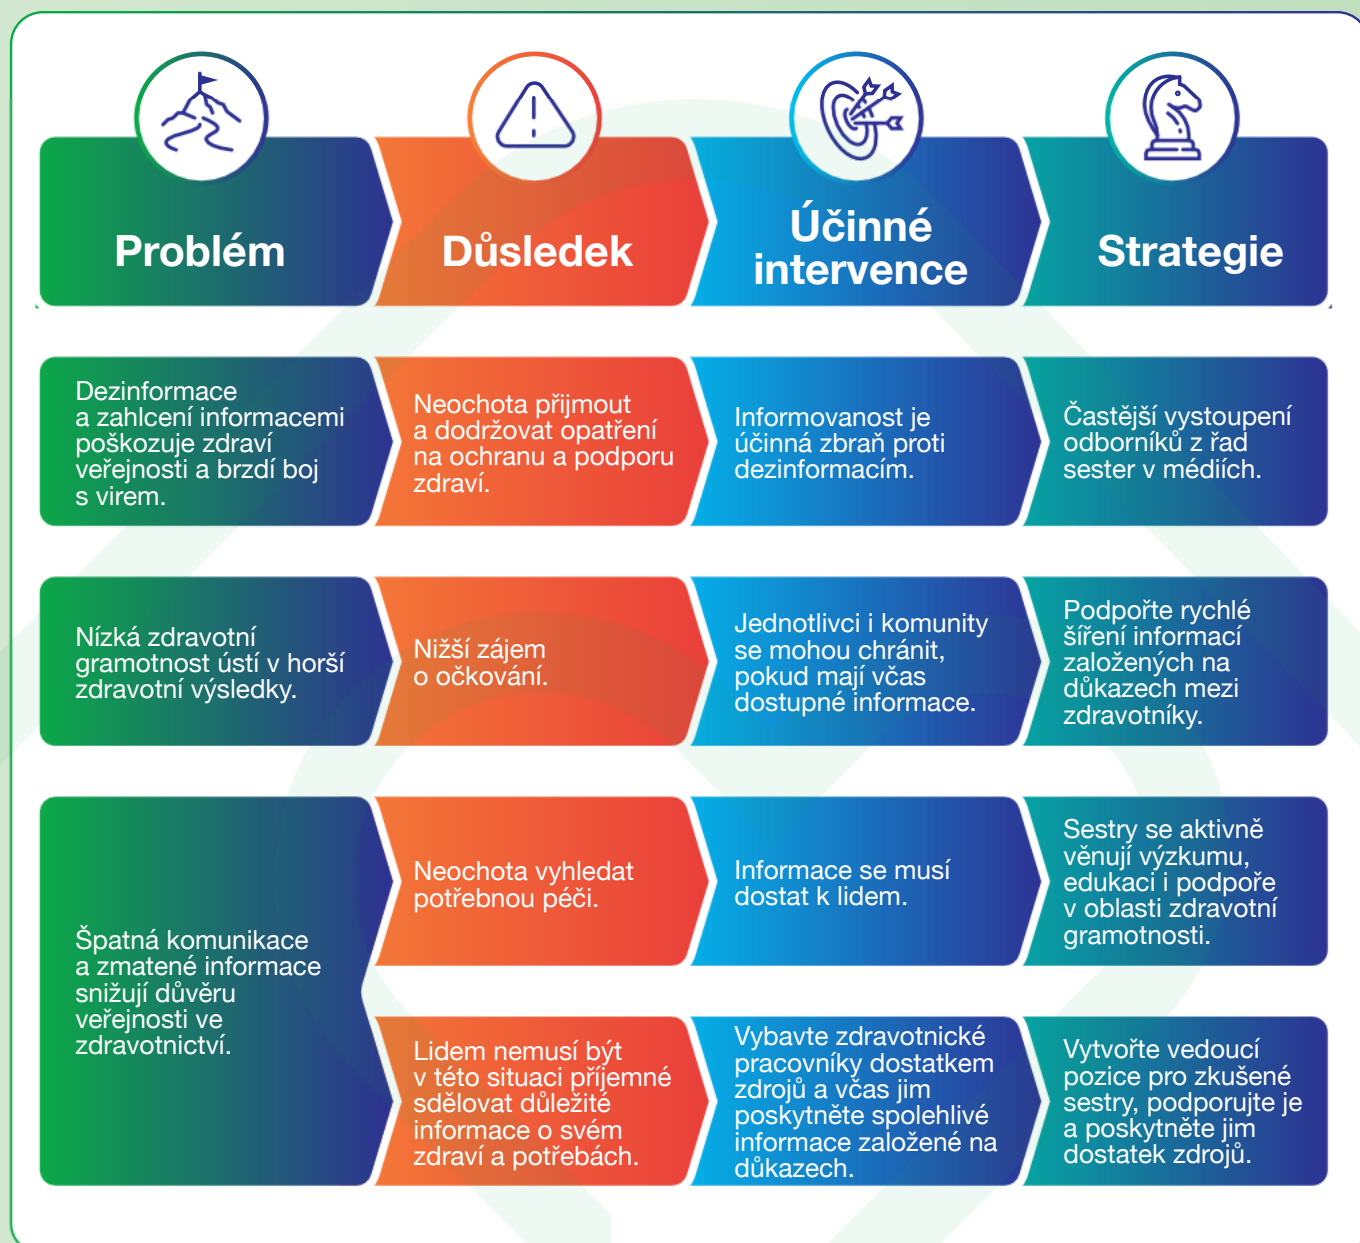 Problém
Důsledek
Účinné
intervence
Strategie
Dezinformace
a zahlcení informacemi
poškozuje zdraví
veřejnosti a brzdí boj
s virem.
Neochota přijmout
a dodržovat opatření
na ochranu a podporu
zdraví.
Informovanost je
účinná zbraň proti
dezinformacím.
Častější vystoupení
odborníků z řad
sester v médiích.
Nízká zdravotní
gramotnost ústí v horší
zdravotní výsledky.
Nižší zájem
o očkování.
Jednotlivci i komunity
se mohou chránit,
pokud mají včas
dostupné informace.
Podpořte rychlé
šíření informací
založených na
důkazech mezi
zdravotníky.
Špatná komunikace
a zmatené informace
snižují důvěru
veřejnosti ve
zdravotnictví.
Neochota vyhledat
potřebnou péči.
Informace se musí
dostat k lidem.
Sestry se aktivně
věnují výzkumu,
edukaci i podpoře
v oblasti zdravotní
gramotnosti.
Lidem nemusí být
v této situaci příjemné
sdělovat důležité
informace o svém
zdraví a potřebách.
Vybavte zdravotnické
pracovníky dostatkem
zdrojů a včas jim
poskytněte spolehlivé
informace založené na
důkazech.
Vytvořte vedoucí
pozice pro zkušené
sestry, podporujte je
a poskytněte jim
dostatek zdrojů.